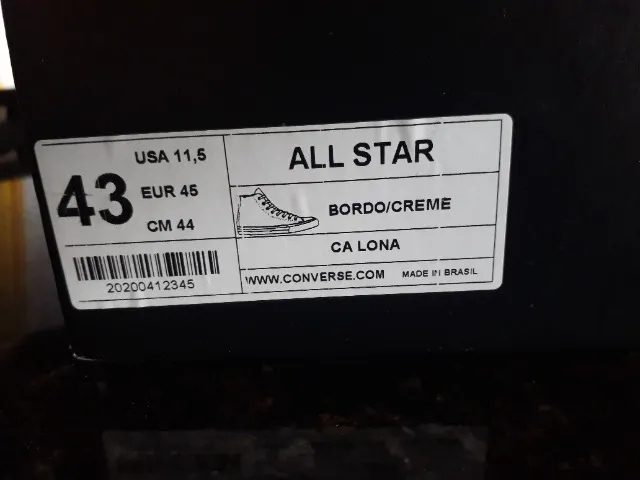 43
USA 11,5
EUR 45
CM 44
20200412345
ALL STAR
BORDO/CREME
CA LONA
WWW.CONVERSE.COM MADE IN BRASIL